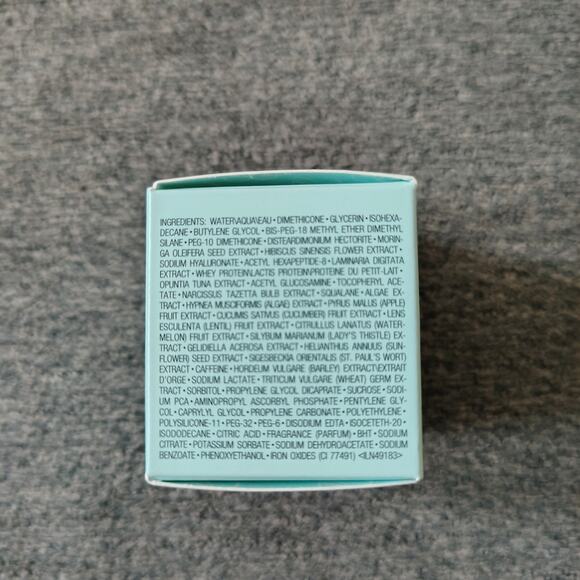 INGREDIENTS: WATER\AQUA\EAU • DIMETHICONE • GLYCERIN • ISOHEXA-
DECANE • BUTYLENE GLYCOL • BIS-PEG-18 METHYL ETHER DIMETHYL
SILANE • PEG-10 DIMETHICONE • DISTEARDIMONIUM HECTORITE • MORIN-
GA OLEIFERA SEED EXTRACT • HIBISCUS SINENSIS FLOWER EXTRACT •
SODIUM HYALURONATE • ACETYL HEXAPEPTIDE-8 • LAMINARIA DIGITATA
EXTRACT • WHEY PROTEIN\LACTIS PROTEIN\PROTEINE DU PETIT-LAIT •
OPUNTIA TUNA EXTRACT • ACETYL GLUCOSAMINE • TOCOPHERYL ACE-
TATE • NARCISSUS TAZETTA BULB EXTRACT • SQUALANE • ALGAE EX-
TRACT • HYPNEA MUSCIFORMIS (ALGAE) EXTRACT • PYRUS MALUS (APPLE)
FRUIT EXTRACT • CUCUMIS SATIVUS (CUCUMBER) FRUIT EXTRACT • LENS
ESCULENTA (LENTIL) FRUIT EXTRACT • CITRULLUS LANATUS (WATER-
MELON) FRUIT EXTRACT • SILYBUM MARIANUM (LADY'S THISTLE) EXTRACT
• GELIDIELLA ACEROSA EXTRACT • HELIANTHUS ANNUUS (SUN-
FLOWER) SEED EXTRACT • SIGESBECKIA ORIENTALIS (ST. PAUL'S WORT)
EXTRACT • CAFFEINE • HORDEUM VULGARE (BARLEY) EXTRACT\EXTRAIT
D'ORGE • SODIUM LACTATE • TRITICUM VULGARE (WHEAT) GERM EX-
TRACT • SORBITOL • PROPYLENE GLYCOL DICAPRATE • SUCROSE • SODI-
UM PCA • AMINOPROPYL ASCORBYL PHOSPHATE • PENTYLENE GLY-
COL • CAPRYLYL GLYCOL • PROPYLENE CARBONATE • POLYETHYLENE •
POLYSILICONE-11 • PEG-32 • PEG-6 • DISODIUM EDTA • ISOCETETH-20 •
ISODODECANE • CITRIC ACID • FRAGRANCE (PARFUM) • BHT • SODIUM
CITRATE • POTASSIUM SORBATE • SODIUM DEHYDROACETATE • SODIUM
BENZOATE • PHENOXYETHANOL • IRON OXIDES (CI 77491) <ILN49183>